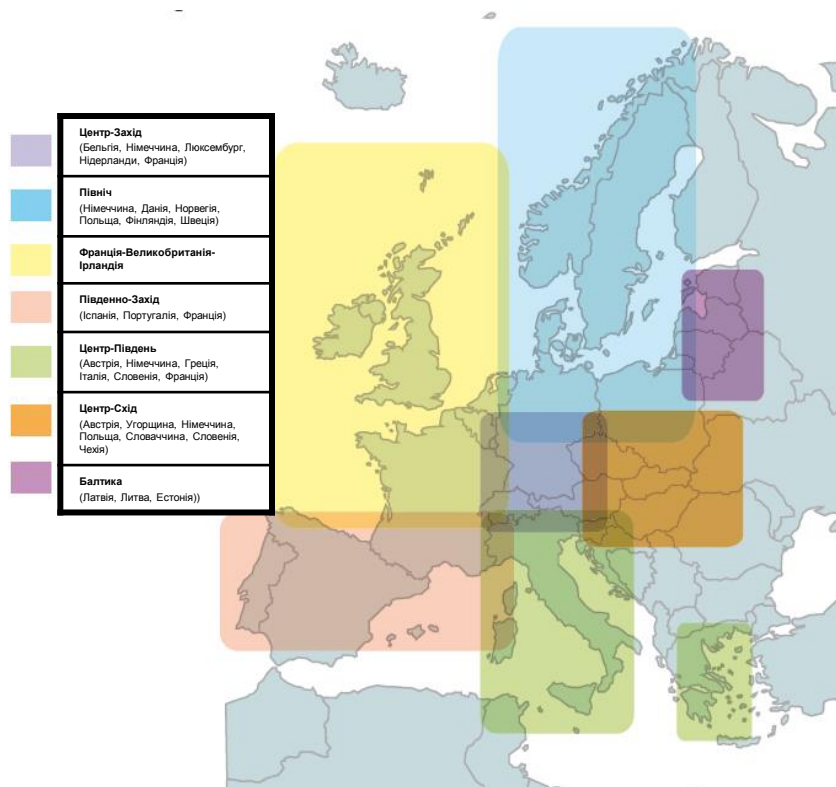 Центр-Захід
(Бельгія, Німеччина, Люксембург,
Нідерланди, Франція)
Північ
(Німеччина, Данія, Норвегія,
Польща, Фінляндія, Швеція)
Франція-Великобританія-
Ірландія
Південно-Захід
(Іспанія, Португалія, Франція)
Центр-Південь
(Австрія, Німеччина, Греція,
Італія, Словенія, Франція)
Центр-Схід
(Австрія, Угорщина, Німеччина,
Польща, Словаччина, Словенія,
Чехія)
Балтика
(Латвія, Литва, Естонія))